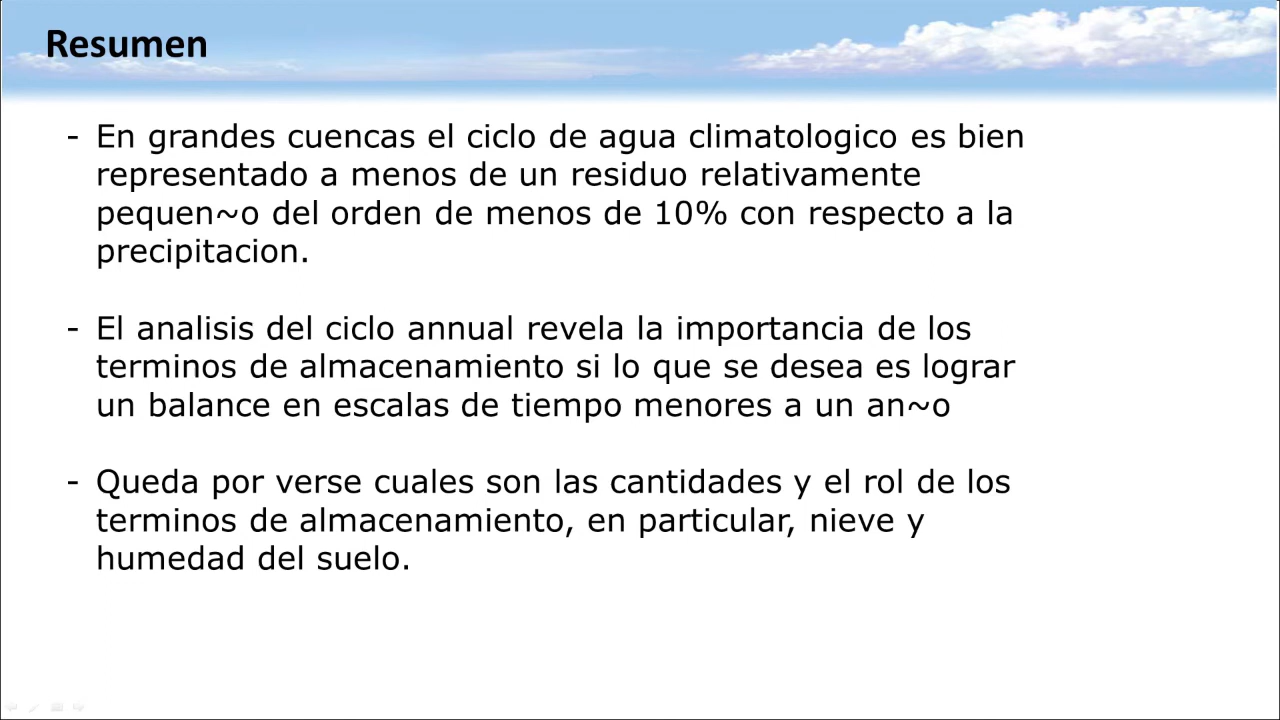 Resumen
- En grandes cuencas el ciclo de agua climatologico es bien
representado a menos de un residuo relativamente
pequen~o del orden de menos de 10% con respecto a la
precipitacion.
- El analisis del ciclo annual revela la importancia de los
terminos de almacenamiento si lo que se desea es lograr
un balance en escalas de tiempo menores a un an~o
- Queda por verse cuales son las cantidades y el rol de los
terminos de almacenamiento, en particular, nieve y
humedad del suelo.